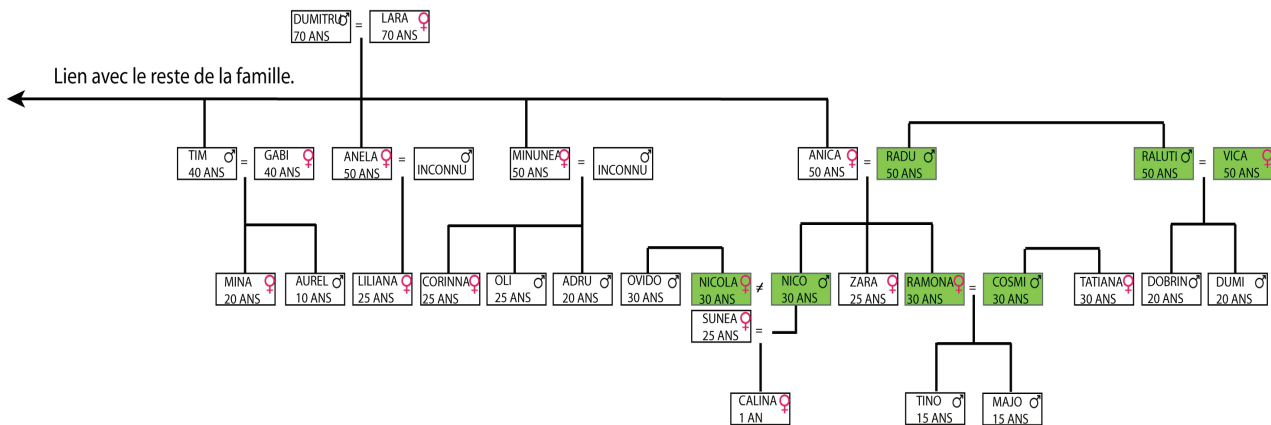 DUMITRU♂ = LARA ♀
70 ANS 70 ANS
Lien avec le reste de la famille.
TIM ♂ = GABI ♀
40 ANS 40 ANS
ANELA ♀ = ♂
50 ANS INCONNU
MINUNEA♀ = ♂
50 ANS INCONNU
ANICA ♀ = RADU ♂
50 ANS 50 ANS
RALUTI ♂ = VICA ♀
50 ANS 50 ANS
MINA ♀
20 ANS
AUREL ♂
10 ANS
LILIANA ♀
25 ANS
CORINNA♀
25 ANS
OLI ♂
25 ANS
ADRU ♂
20 ANS
OVIDO ♂
30 ANS
NICOLA ♀ ≠ NICO ♂
30 ANS 30 ANS
ZARA ♀
25 ANS
RAMONA♀ = COSMI ♂
30 ANS 30 ANS
TATIANA♀
30 ANS
DOBRIN♂
20 ANS
DUMI ♂
20 ANS
SUNEA ♀ =
25 ANS
CALINA ♀
1 AN
TINO ♂
15 ANS
MAJO ♂
15 ANS